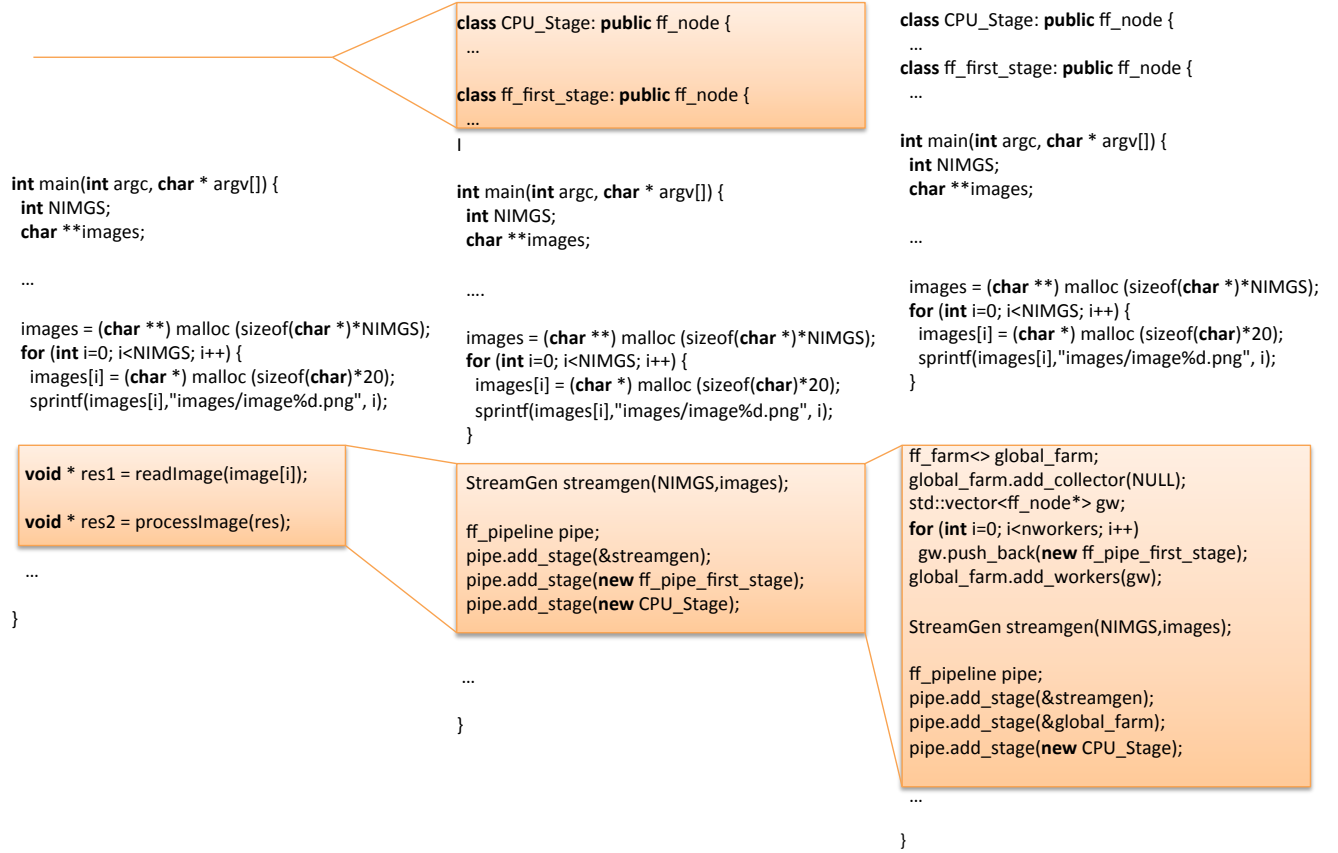 int main(int argc, char * argv[]) {
int NIMGS;
char **images;
...
images = (char **) malloc (sizeof(char *)*NIMGS);
for (int i=0; i<NIMGS; i++) {
images[i] = (char *) malloc (sizeof(char)*20);
sprintf(images[i],"images/image%d.png", i);
void * res1 = readImage(image[i]);
void * res2 = processImage(res);
...
}
class CPU_Stage: public ff_node {
...
class ff_first_stage: public ff_node {
...
I
int main(int argc, char * argv[]) {
int NIMGS;
char **images;
....
images = (char **) malloc (sizeof(char *)*NIMGS);
for (int i=0; i<NIMGS; i++) {
images[i] = (char *) malloc (sizeof(char)*20);
sprintf(images[i],"images/image%d.png", i);
}
StreamGen streamgen(NIMGS,images);
ff_pipeline pipe;
pipe.add_stage(&streamgen);
pipe.add_stage(new ff_pipe_first_stage);
pipe.add_stage(new CPU_Stage);
...
}
class CPU_Stage: public ff_node {
...
class ff_first_stage: public ff_node {
...
int main(int argc, char * argv[]) {
int NIMGS;
char **images;
...
images = (char **) malloc (sizeof(char *)*NIMGS);
for (int i=0; i<NIMGS; i++) {
images[i] = (char *) malloc (sizeof(char)*20);
sprintf(images[i],"images/image%d.png", i);
}
ff_farm<> global_farm;
global_farm.add_collector(NULL);
std::vector<ff_node*> gw;
for (int i=0; i<nworkers; i++)
gw.push_back(new ff_pipe_first_stage);
global_farm.add_workers(gw);
StreamGen streamgen(NIMGS,images);
ff_pipeline pipe;
pipe.add_stage(&streamgen);
pipe.add_stage(&global_farm);
pipe.add_stage(new CPU_Stage);
...
}